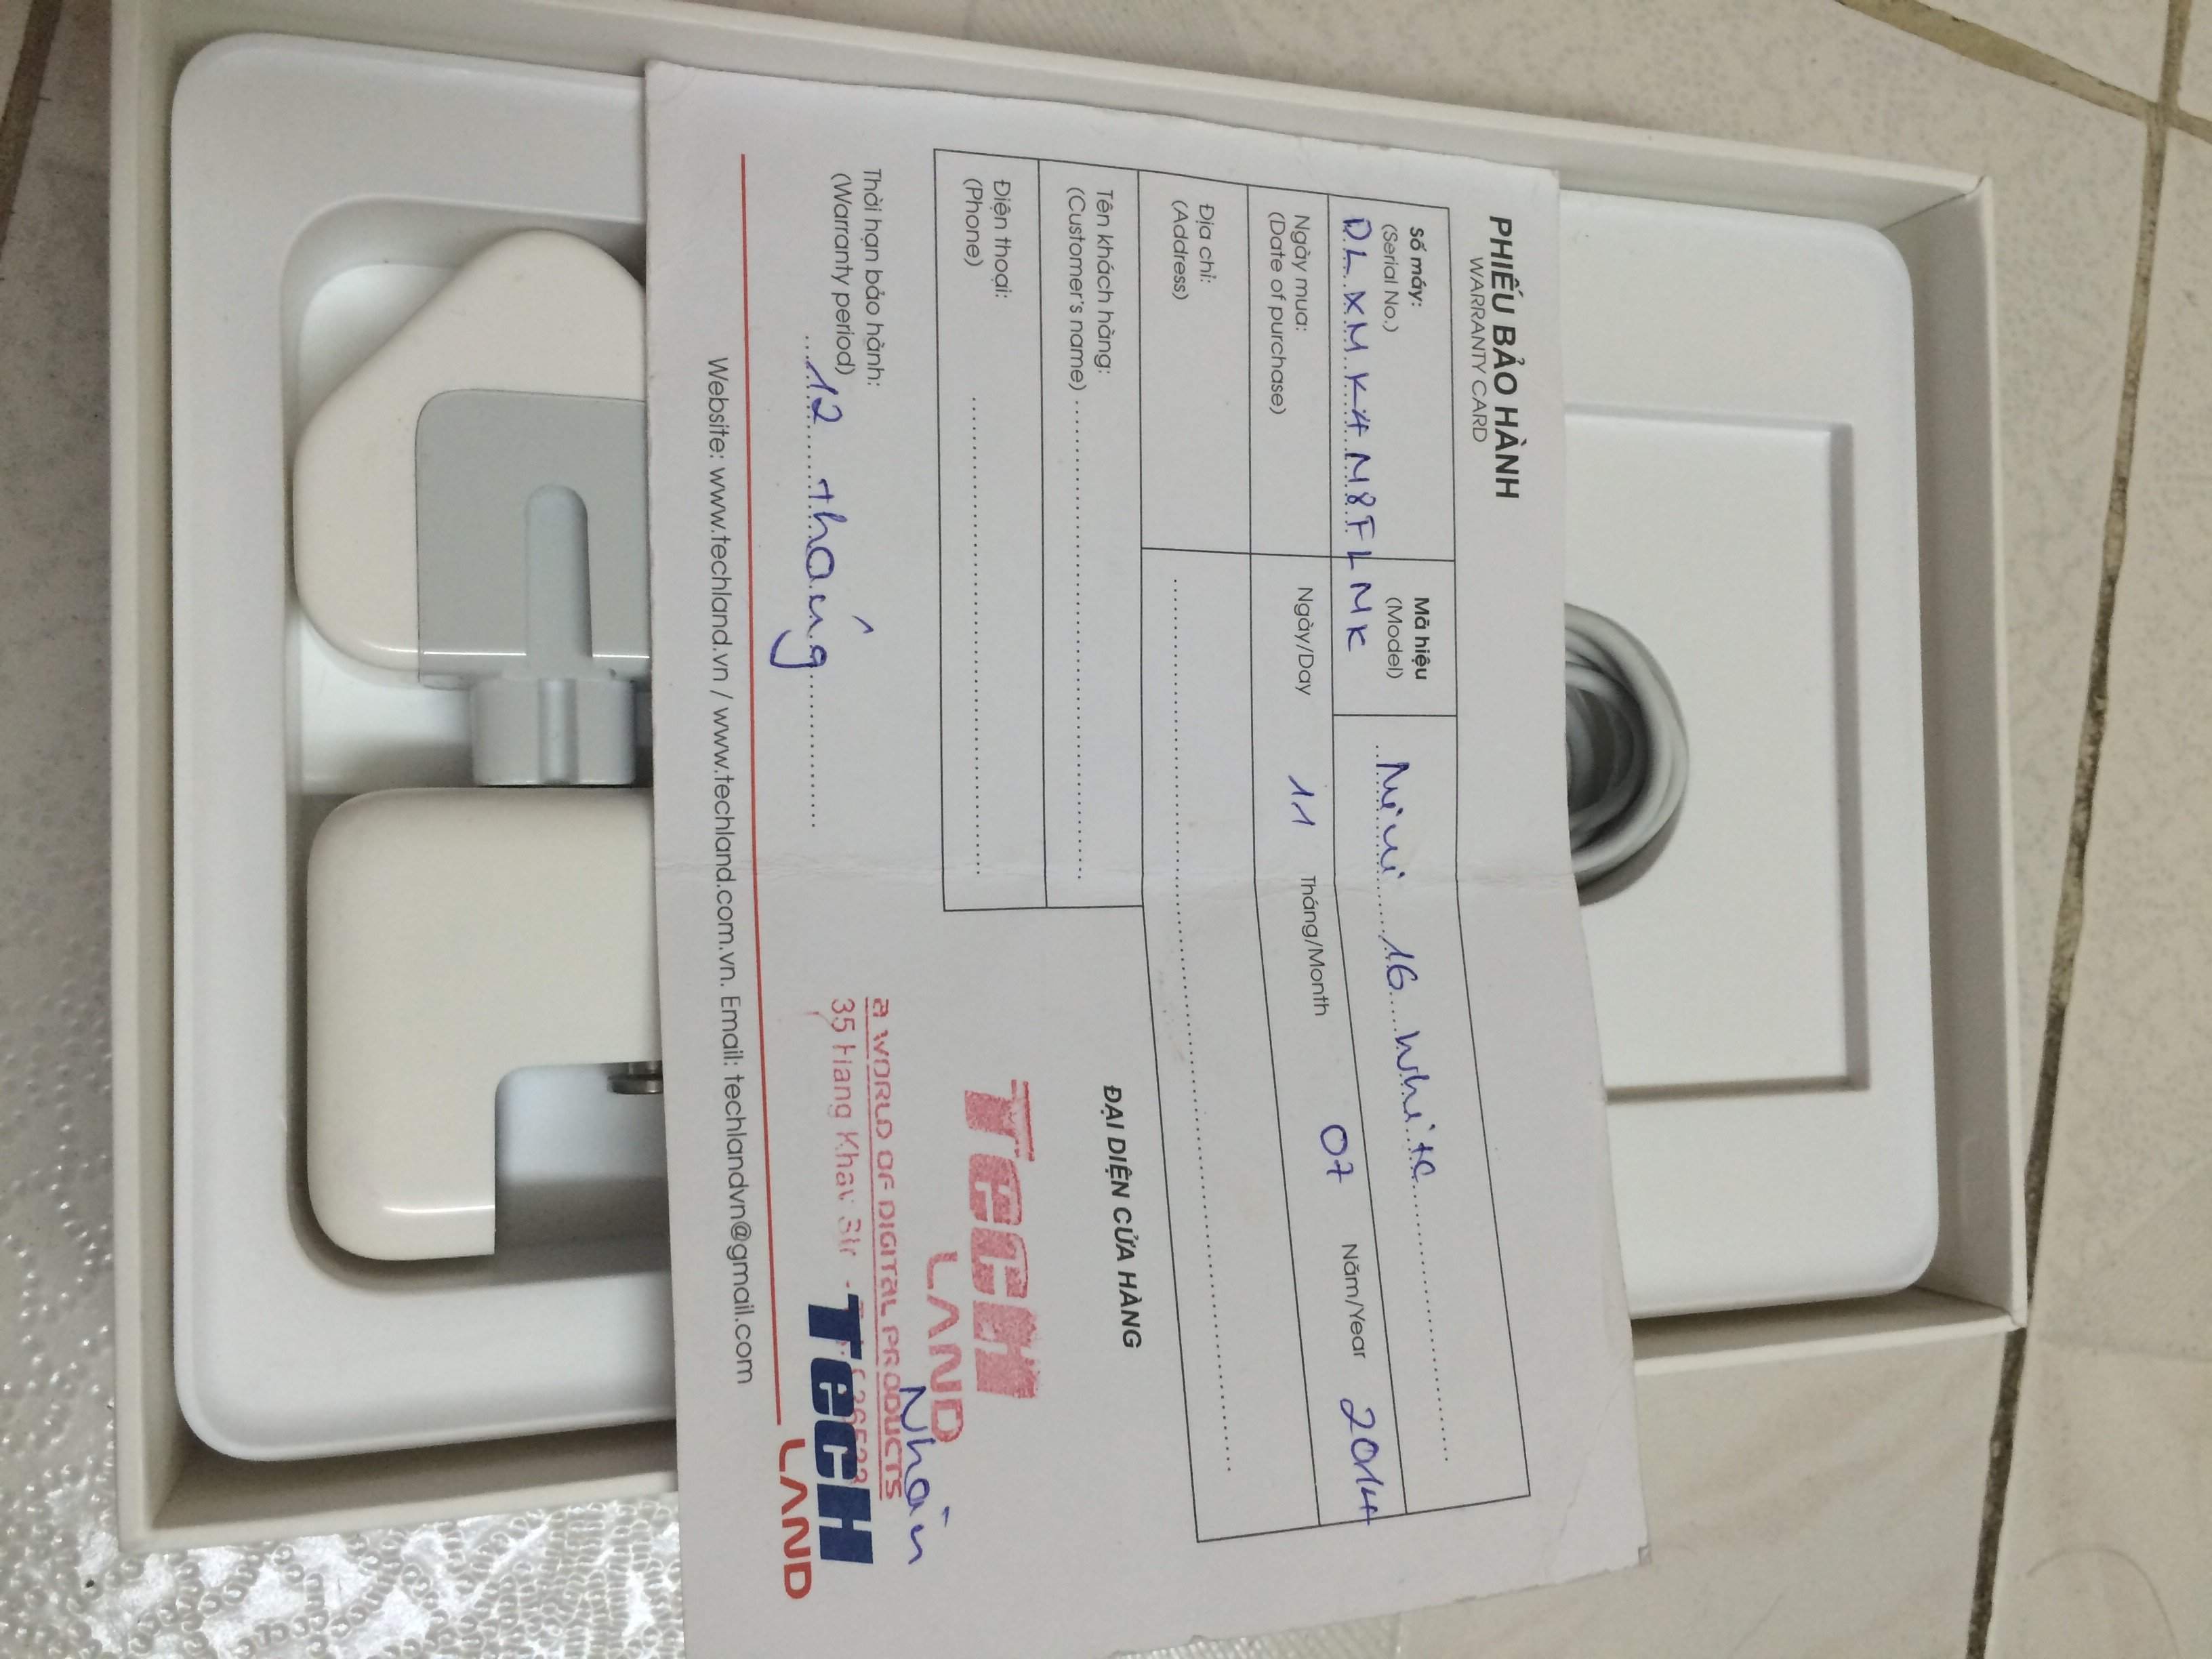 PHIẾU BẢO HÀNH
WARRANTY CARD
Số máy:
(Serial No.)
DLXMK4M8FLMK
Mã hiệu
(Model)
Mini 16 White
Ngày mua:
(Date of purchase)
Ngày/Day 11 Tháng/Month 07 Năm/Year 2014
Địa chỉ:
(Address)
Tên khách hàng:
(Customer's name)
Điện thoại:
(Phone)
ĐẠI DIỆN CỬA HÀNG
TecH
LAND
a WORLD OF DIGITAL PRODUCTS
35 Hang Khay Str
Thời hạn bảo hành:
(Warranty period)
12 tháng
TecH
LAND
Website: www.techland.vn / www.techland.com.vn. Email: techlandvn@gmail.com